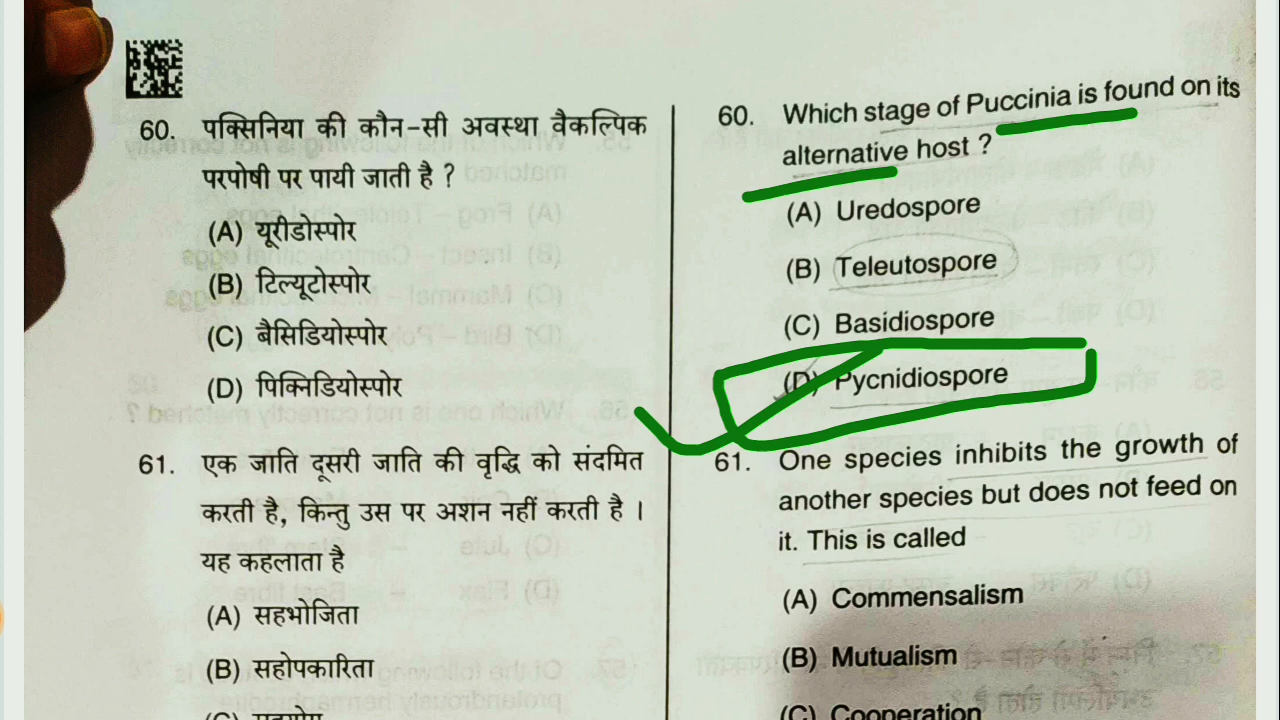 60. पक्सिनिया की कौन-सी अवस्था वैकल्पिक
परपोषी पर पायी जाती है ?
(A) यूरीडोस्पोर
(B) टिल्यूटोस्पोर
(C) बैसिडियोस्पोर
(D) पिक्निडियोस्पोर
61. एक जाति दूसरी जाति की वृद्धि को संदमित
करती है, किन्तु उस पर अशन नहीं करती है ।
यह कहलाता है
(A) सहभोजिता
(B) सहोपकारिता
(C) सहयोग
60. Which stage of Puccinia is found on its
alternative host ?
(A) Uredospore
(B) Teleutospore
(C) Basidiospore
(D) Pycnidiospore
61. One species inhibits the growth of
another species but does not feed on
it. This is called
(A) Commensalism
(B) Mutualism
(C) Cooperation